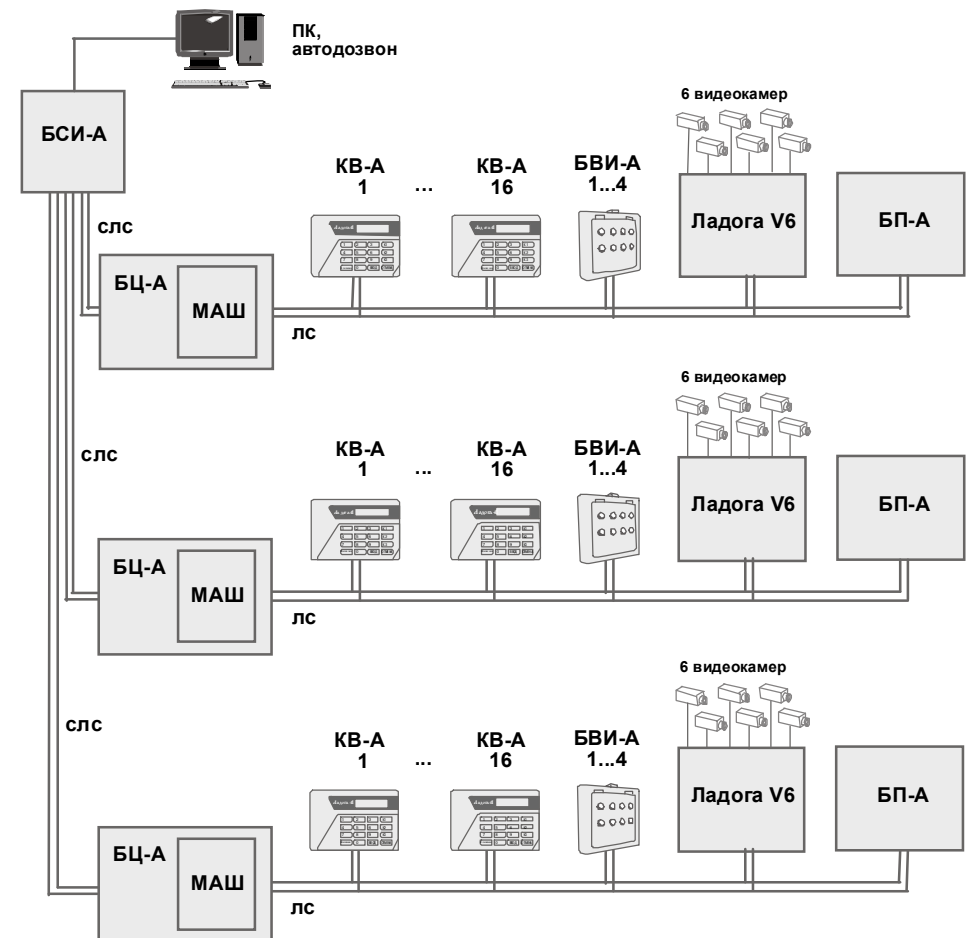 ПК,
автодозвон
БСИ-А
6 видеокамер
КВ-А
1
...
КВ-А
16
БВИ-А
1...4
Ладога V6
БП-А
слс
БЦ-А
МАШ
лс
6 видеокамер
слс
КВ-А
1
...
КВ-А
16
БВИ-А
1...4
Ладога V6
БП-А
БЦ-А
МАШ
лс
6 видеокамер
слс
КВ-А
1
...
КВ-А
16
БВИ-А
1...4
Ладога V6
БП-А
БЦ-А
МАШ
лс